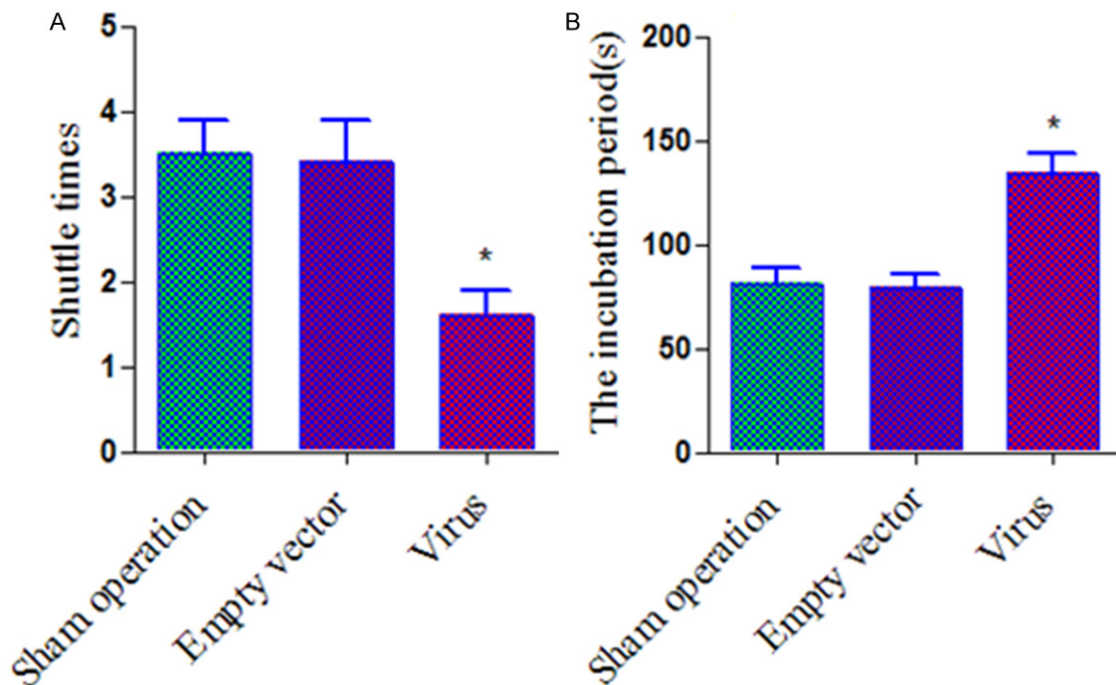 A
Shuttle times
5
4
3
2
1
0
*
Sham operation
Empty vector
Virus
B
The incubation period(s)
200
150
100
50
0
*
Sham operation
Empty vector
Virus